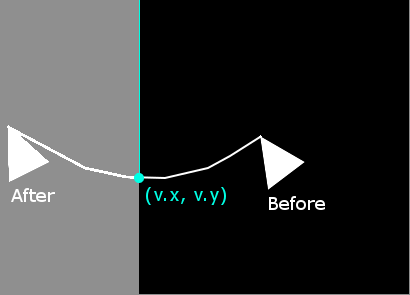 After
(v.x, v.y)
Before